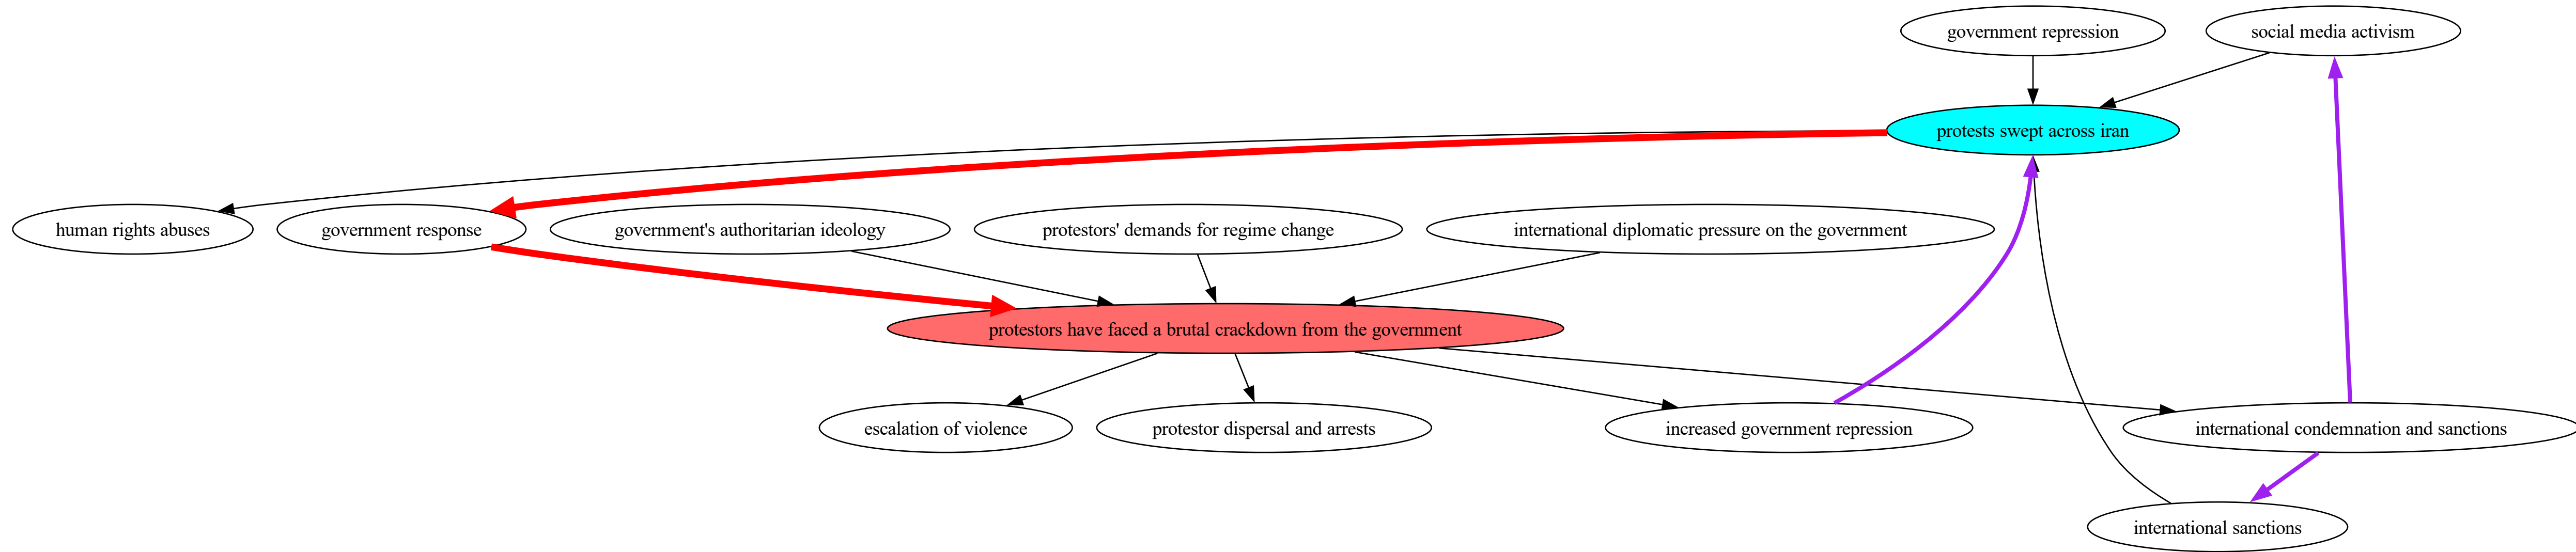 government repression
social media activism
protests swept across iran
human rights abuses
government response
government's authoritarian ideology
protestors' demands for regime change
international diplomatic pressure on the government
protestors have faced a brutal crackdown from the government
escalation of violence
protestor dispersal and arrests
increased government repression
international condemnation and sanctions
international sanctions